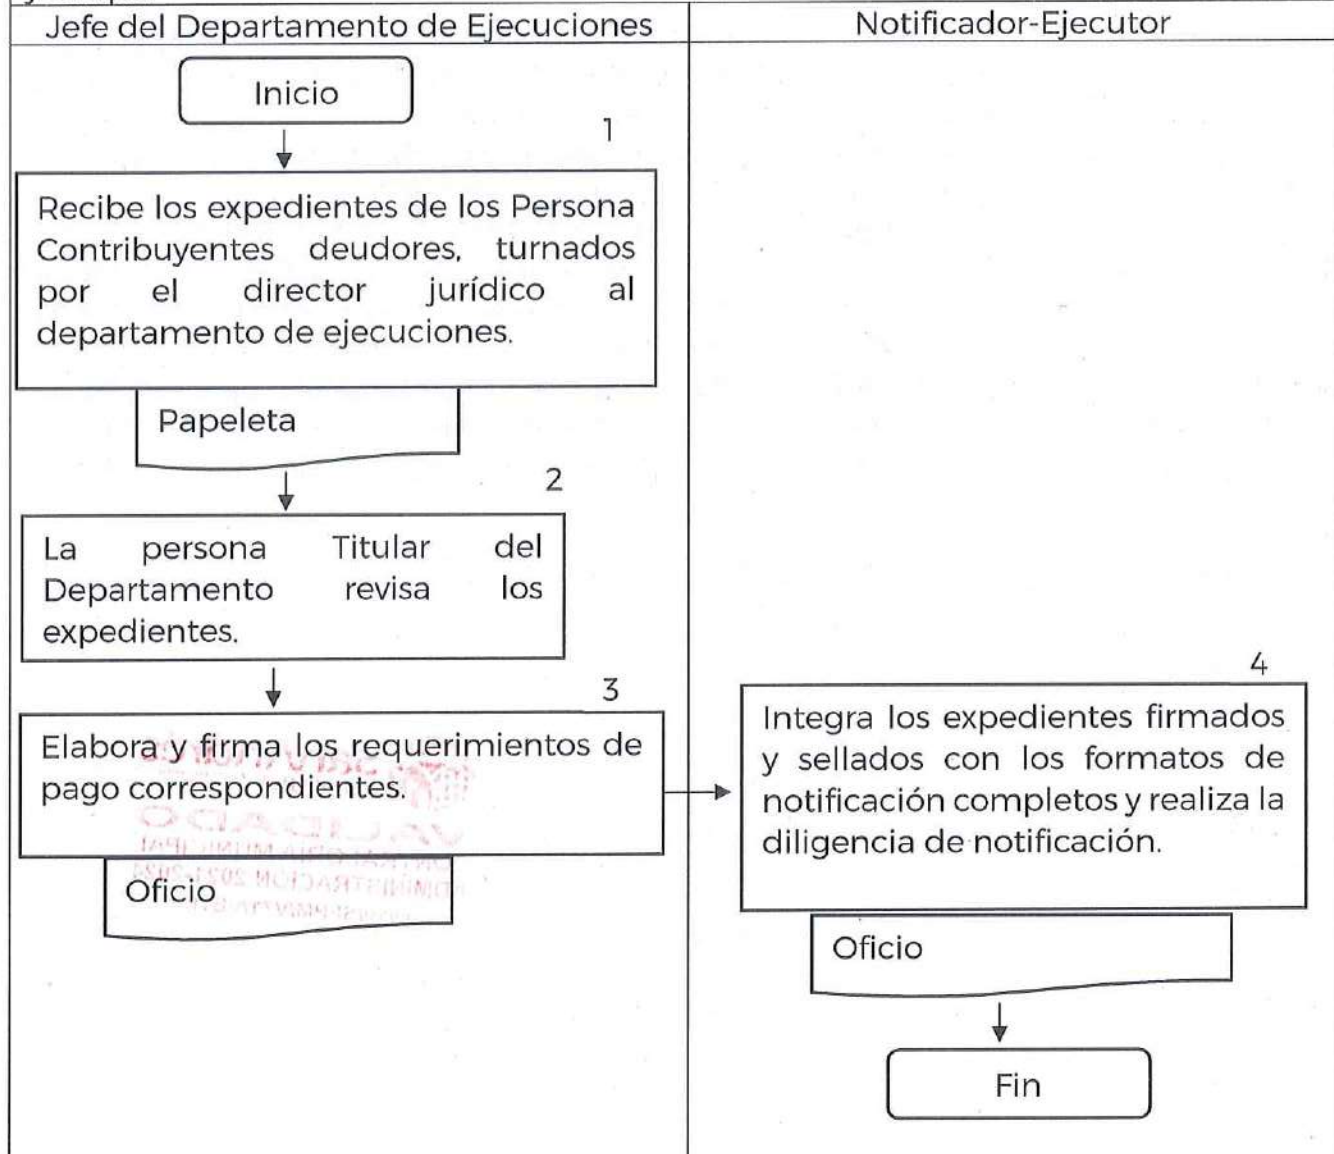 Jefe del Departamento de Ejecuciones
Notificador-Ejecutor
Inicio
1
Recibe los expedientes de los Persona
Contribuyentes deudores, turnados
por el director jurídico al
departamento de ejecuciones.
Papeleta
2
La persona Titular del
Departamento revisa los
expedientes.
3
Elabora y firma los requerimientos de
pago correspondientes.
Oficio
4
Integra los expedientes firmados
y sellados con los formatos de
notificación completos y realiza la
diligencia de notificación.
Oficio
Fin